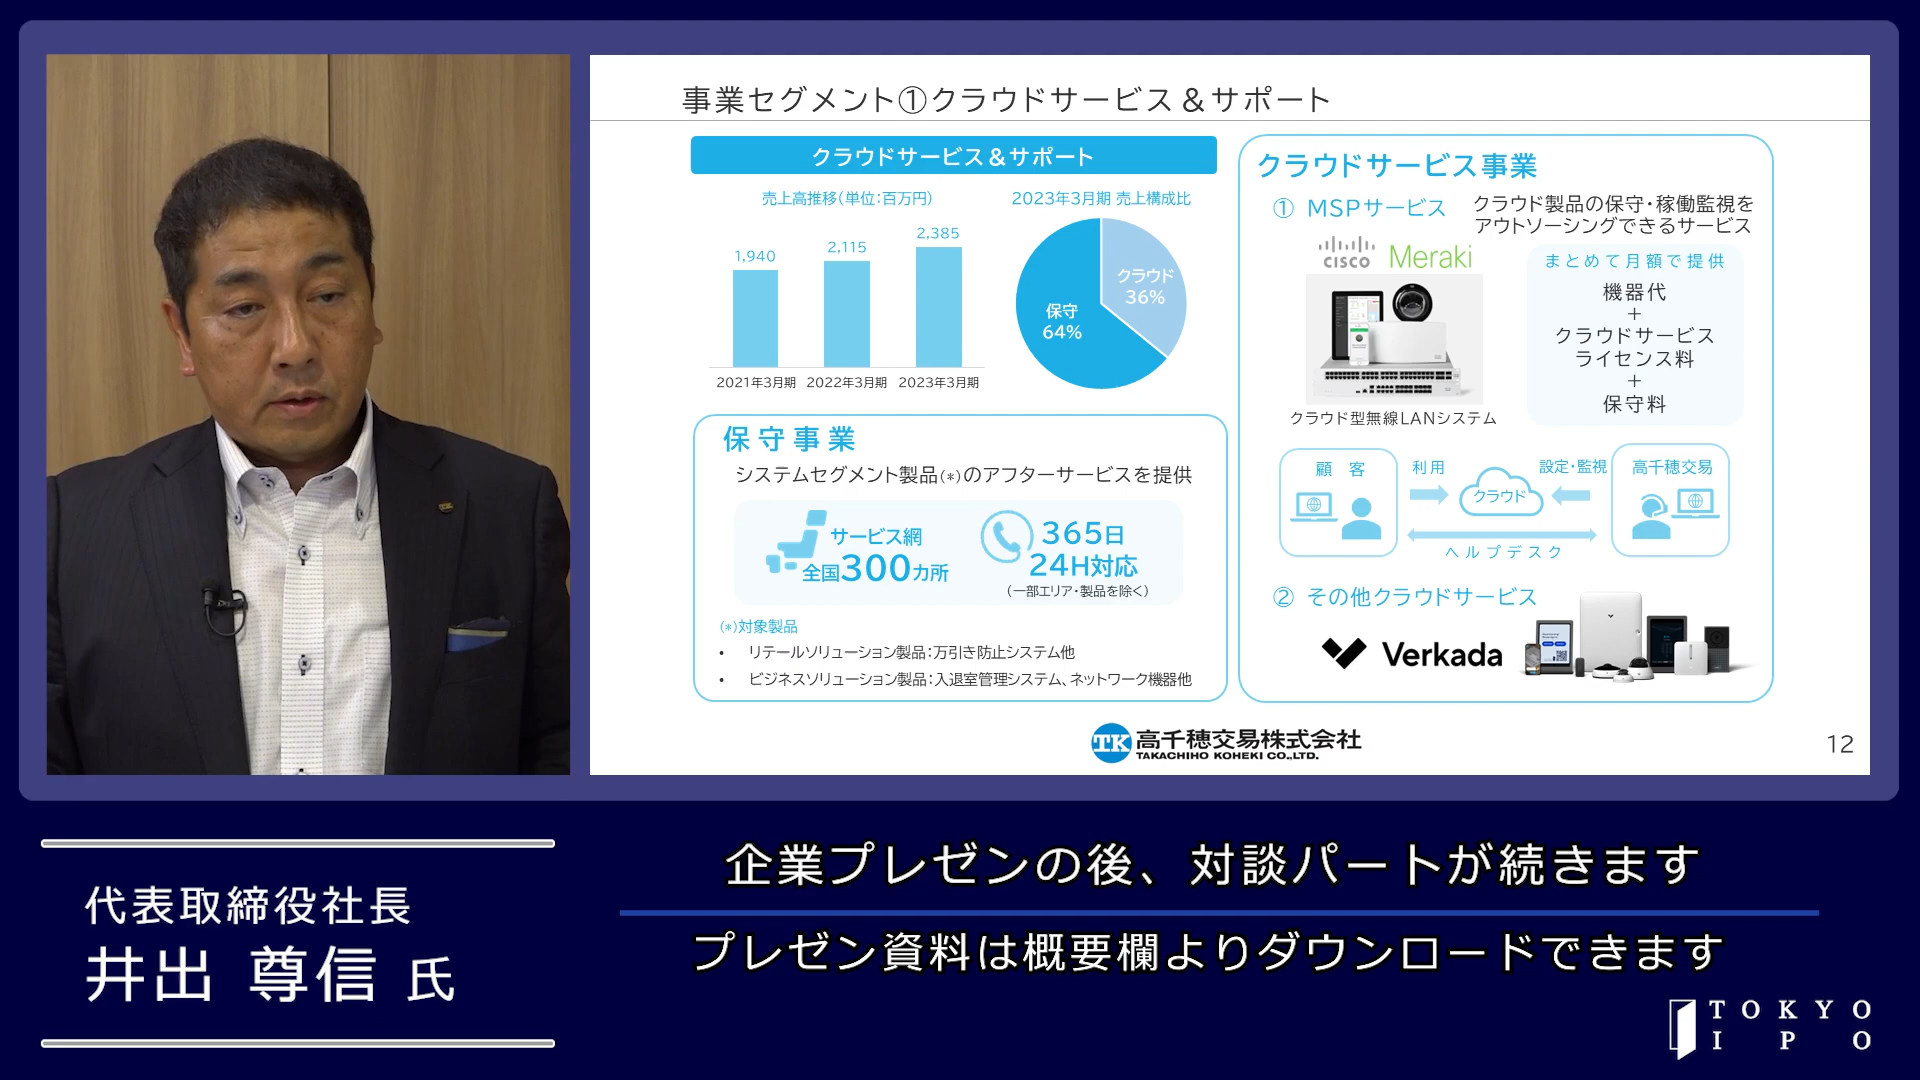 事業セグメント①クラウドサービス＆サポート
クラウドサービス＆サポート
売上高推移(単位:百万円)
1,940
2,115
2,385
2021年3月期
2022年3月期
2023年3月期
2023年3月期 売上構成比
クラウド
36%
保守
64%
保守事業
システムセグメント製品(*)のアフターサービスを提供
サービス網
全国300カ所
365日
24H対応
(一部エリア・製品を除く)
(*)対象製品
• リテールソリューション製品:万引き防止システム他
• ビジネスソリューション製品:入退室管理システム、ネットワーク機器他
クラウドサービス事業
① MSPサービス
クラウド製品の保守・稼働監視を
アウトソーシングできるサービス
CISCO Meraki
クラウド型無線LANシステム
まとめて月額で提供
機器代
+
クラウドサービス
ライセンス料
+
保守料
顧 客
利用
クラウド
設定・監視
高千穂交易
ヘルプデスク
② その他クラウドサービス
Verkada
TK 高千穂交易株式会社
TAKACHIHO KOHEKI CO.,LTD.
12
代表取締役社長
井出 尊信 氏
企業プレゼンの後、対談パートが続きます
プレゼン資料は概要欄よりダウンロードできます
TOKYO
IPO